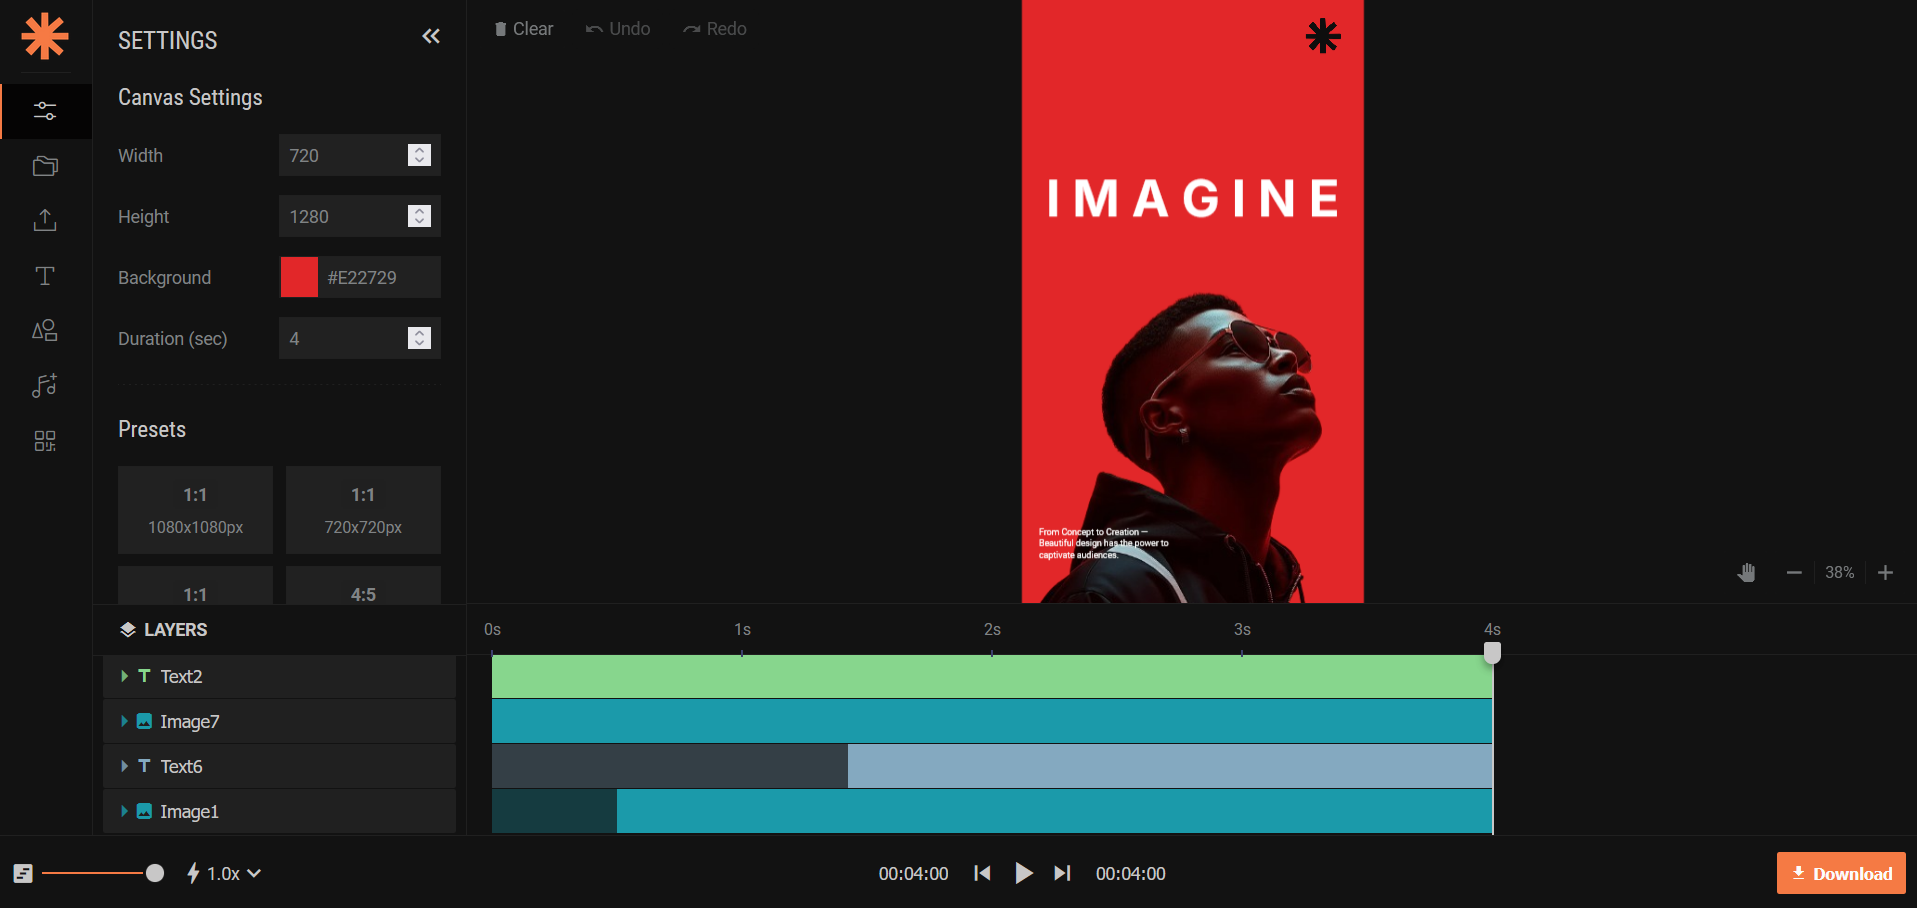 SETTINGS
Canvas Settings
Width
720
Height
1280
Background
#E22729
Duration (sec)
4
Presets
1:1
1080x1080px
1:1
720x720px
1:1
4:5
Clear
Undo
Redo
IMAGINE
From Concept to Creation —
Beautiful design has the power to
captivate audiences.
38%
LAYERS
0s
1s
2s
3s
4s
Text2
Image7
Text6
Image1
1.0x
00:04:00
00:04:00
Download